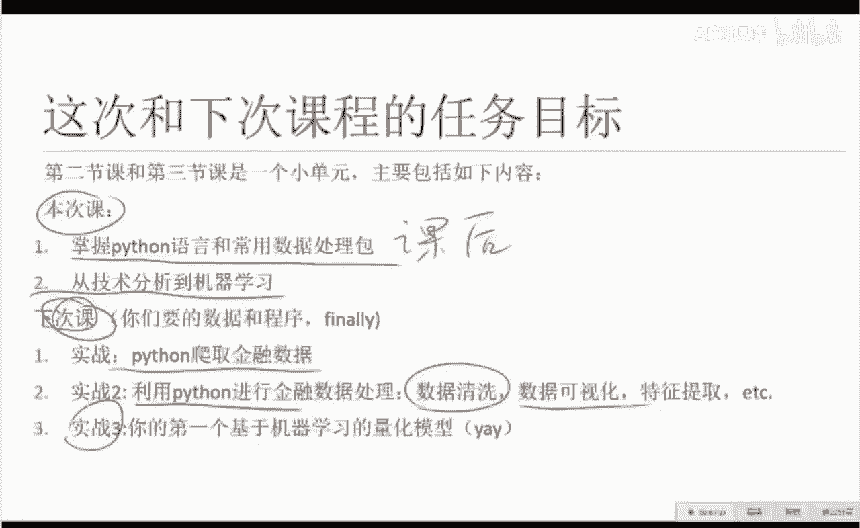 这次和下次课程的任务目标
第二节课和第三节课是一个小单元，主要包括如下内容：
本次课：
1. 掌握python语言和常用数据处理包 课后
2. 从技术分析到机器学习
下次课（你们要的数据和程序，finally)
1. 实战：python爬取金融数据
2. 实战2: 利用python进行金融数据处理：数据清洗，数据可视化，特征提取，etc.
3. 实战3:你的第一个基于机器学习的量化模型（yay）